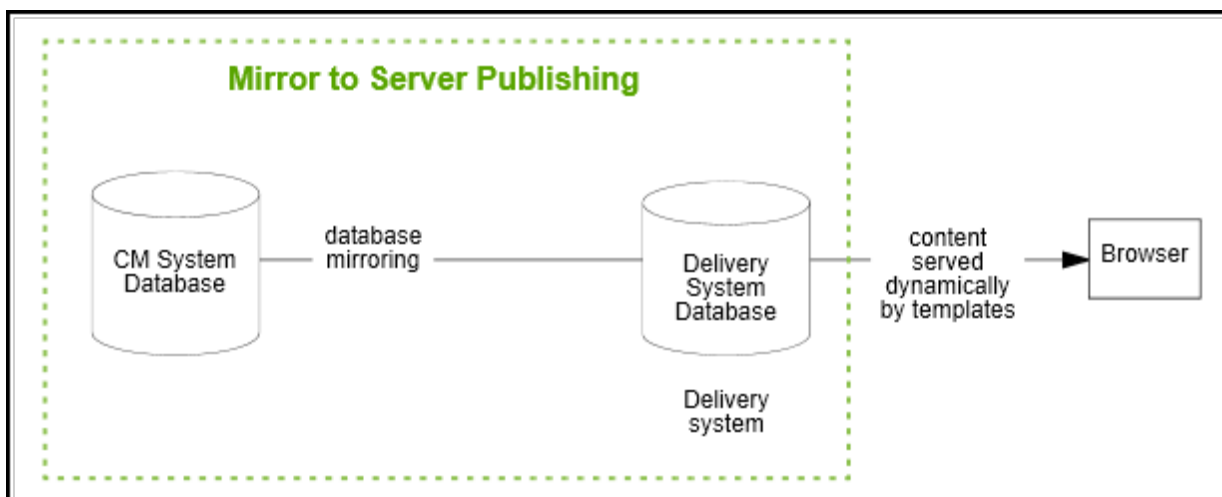 Mirror to Server Publishing
CM System
Database
database
mirroring
Delivery
System
Database
Delivery
system
content
served
dynamically
by templates
Browser